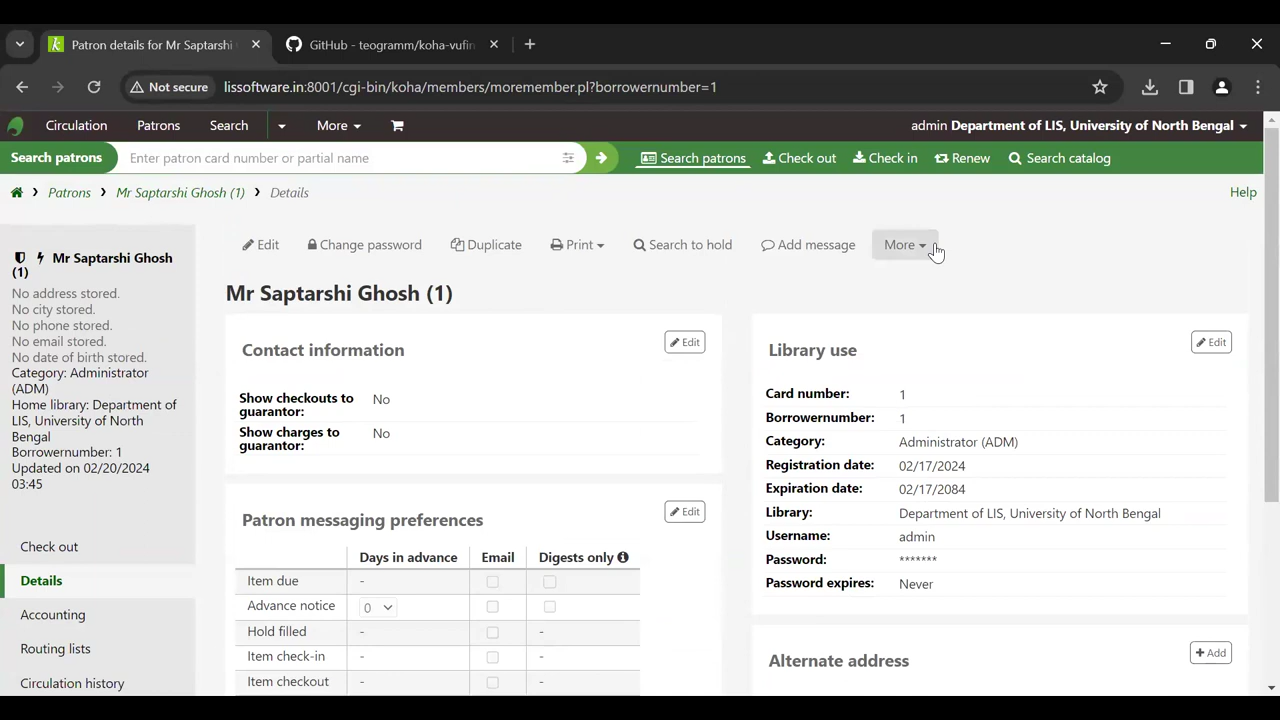 Patron details for Mr Saptarshi
GitHub - teogramm/koha-vufin
Not secure
lissoftware.in:8001/cgi-bin/koha/members/moremember.pl?borrowernumber=1
Circulation Patrons Search More
admin Department of LIS, University of North Bengal
Search patrons
Enter patron card number or partial name
Search patrons Check out Check in Renew Search catalog
Patrons Mr Saptarshi Ghosh (1) Details
Help
Mr Saptarshi Ghosh
(1)
No address stored.
No city stored.
No phone stored.
No email stored.
No date of birth stored.
Category: Administrator
(ADM)
Home library: Department of
LIS, University of North
Bengal
Borrowernumber: 1
Updated on 02/20/2024
03:45
Check out
Details
Accounting
Routing lists
Circulation history
Edit Change password Duplicate Print Search to hold Add message More
Mr Saptarshi Ghosh (1)
Contact information
Edit
Show checkouts to
guarantor:
No
Show charges to
guarantor:
No
Patron messaging preferences
Edit
Days in advance Email Digests only
Item due -
Advance notice 0
Hold filled - -
Item check-in - -
Item checkout - -
Library use
Edit
Card number: 1
Borrowernumber: 1
Category: Administrator (ADM)
Registration date: 02/17/2024
Expiration date: 02/17/2084
Library: Department of LIS, University of North Bengal
Username: admin
Password: *******
Password expires: Never
Alternate address
+ Add